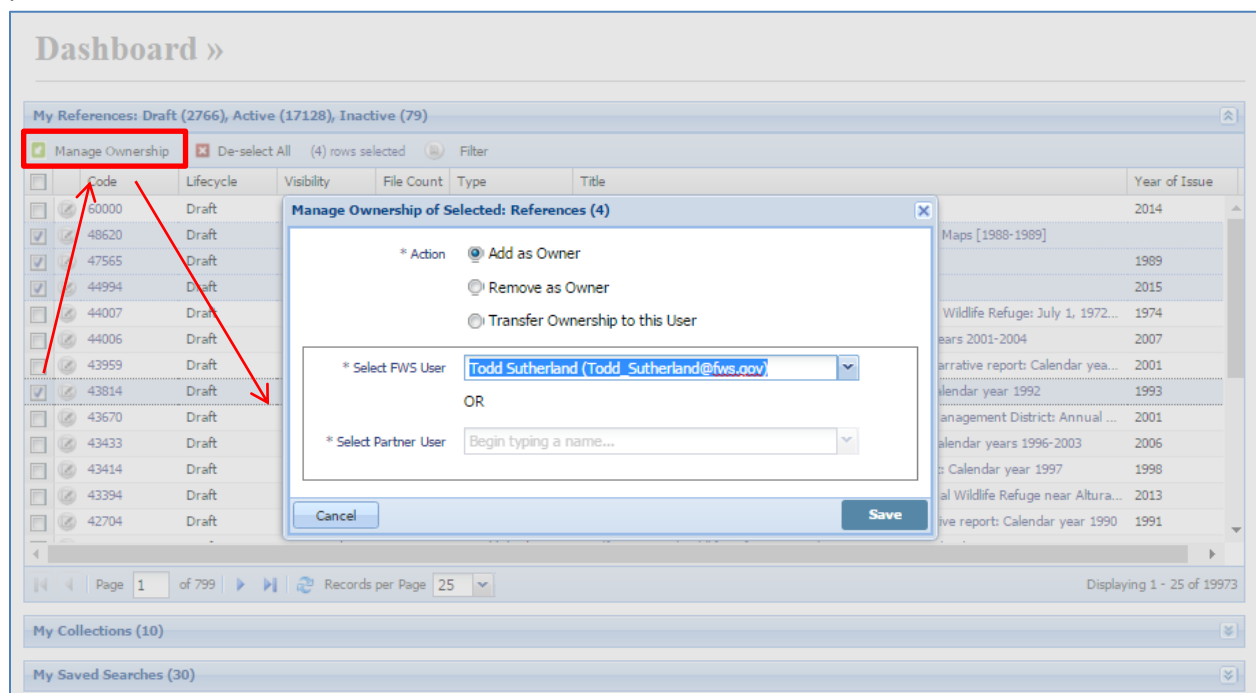 Dashboard »
My References: Draft (2766), Active (17128), Inactive (79)
Manage Ownership De-select All (4) rows selected Filter
Code Lifecycle Visibility File Count Type Title Year of Issue
60000 Draft 2014
48620 Draft Maps [1988-1989]
47565 Draft 1989
44994 Draft 2015
44007 Draft Wildlife Refuge: July 1, 1972... 1974
44006 Draft ears 2001-2004 2007
43959 Draft arrative report: Calendar yea... 2001
43814 Draft alendar year 1992 1993
43670 Draft anagement District: Annual ... 2001
43433 Draft alendar years 1996-2003 2006
43414 Draft : Calendar year 1997 1998
43394 Draft al Wildlife Refuge near Altura... 2013
42704 Draft ive report: Calendar year 1990 1991
Manage Ownership of Selected: References (4)
* Action Add as Owner
Remove as Owner
Transfer Ownership to this User
* Select FWS User Todd Sutherland (Todd_Sutherland@fws.gov)
OR
* Select Partner User Begin typing a name...
Cancel Save
Page 1 of 799 Records per Page 25 Displaying 1 - 25 of 19973
My Collections (10)
My Saved Searches (30)